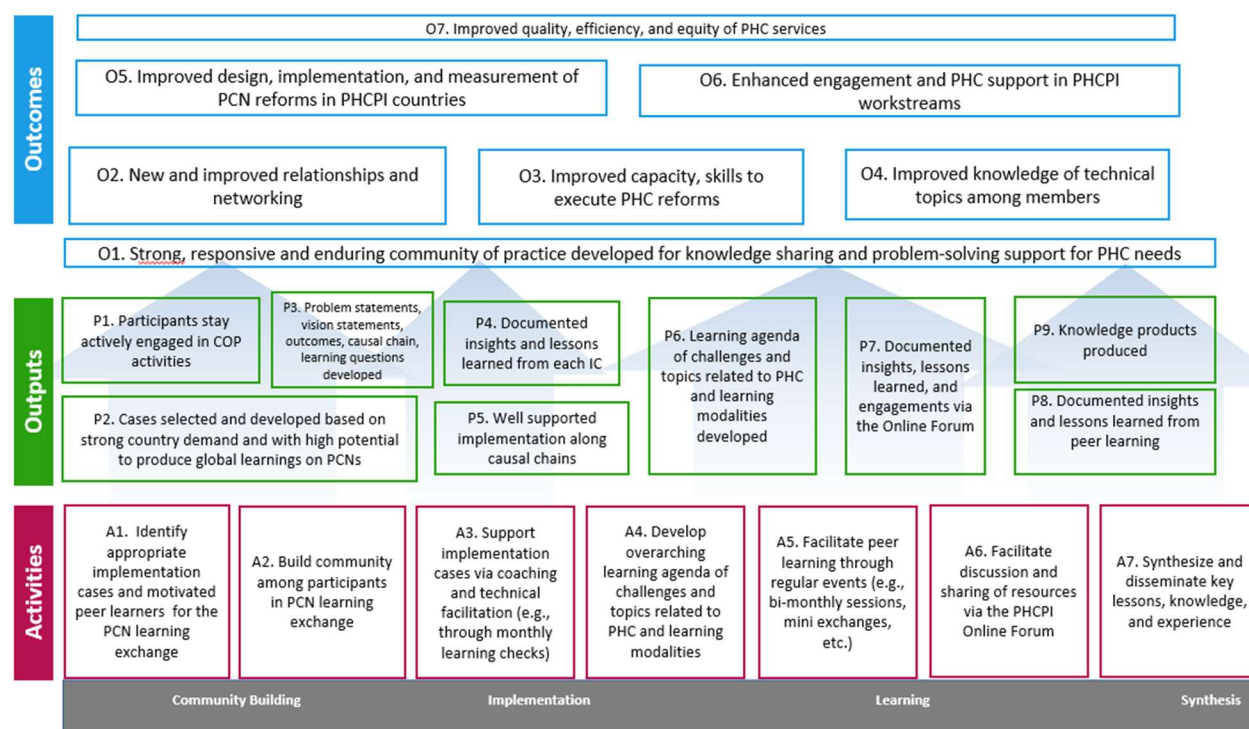 Outcomes
O7. Improved quality, efficiency, and equity of PHC services
O5. Improved design, implementation, and measurement of
PCN reforms in PHCPI countries
O6. Enhanced engagement and PHC support in PHCPI
workstreams
O2. New and improved relationships and
networking
O3. Improved capacity, skills to
execute PHC reforms
O4. Improved knowledge of technical
topics among members
O1. Strong, responsive and enduring community of practice developed for knowledge sharing and problem-solving support for PHC needs
Outputs
P1. Participants stay
actively engaged in COP
activities
P3. Problem statements,
vision statements,
outcomes, causal chain,
learning questions
developed
P2. Cases selected and developed based on
strong country demand and with high potential
to produce global learnings on PCNs
P4. Documented
insights and lessons
learned from each IC
P5. Well supported
implementation along
causal chains
P6. Learning agenda
of challenges and
topics related to PHC
and learning
modalities
developed
P7. Documented
insights, lessons
learned, and
engagements via
the Online Forum
P9. Knowledge products
produced
P8. Documented insights
and lessons learned from
peer learning
Activities
A1. Identify
appropriate
implementation
cases and motivated
peer learners for the
PCN learning
exchange
A2. Build community
among participants
in PCN learning
exchange
A3. Support
implementation
cases via coaching
and technical
facilitation (e.g.,
through monthly
learning checks)
A4. Develop
overarching
learning agenda of
challenges and
topics related to
PHC and learning
modalities
A5. Facilitate peer
learning through
regular events (e.g.,
bi-monthly sessions,
mini exchanges,
etc.)
A6. Facilitate
discussion and
sharing of resources
via the PHCPI
Online Forum
A7. Synthesize and
disseminate key
lessons, knowledge,
and experience
Community Building
Implementation
Learning
Synthesis